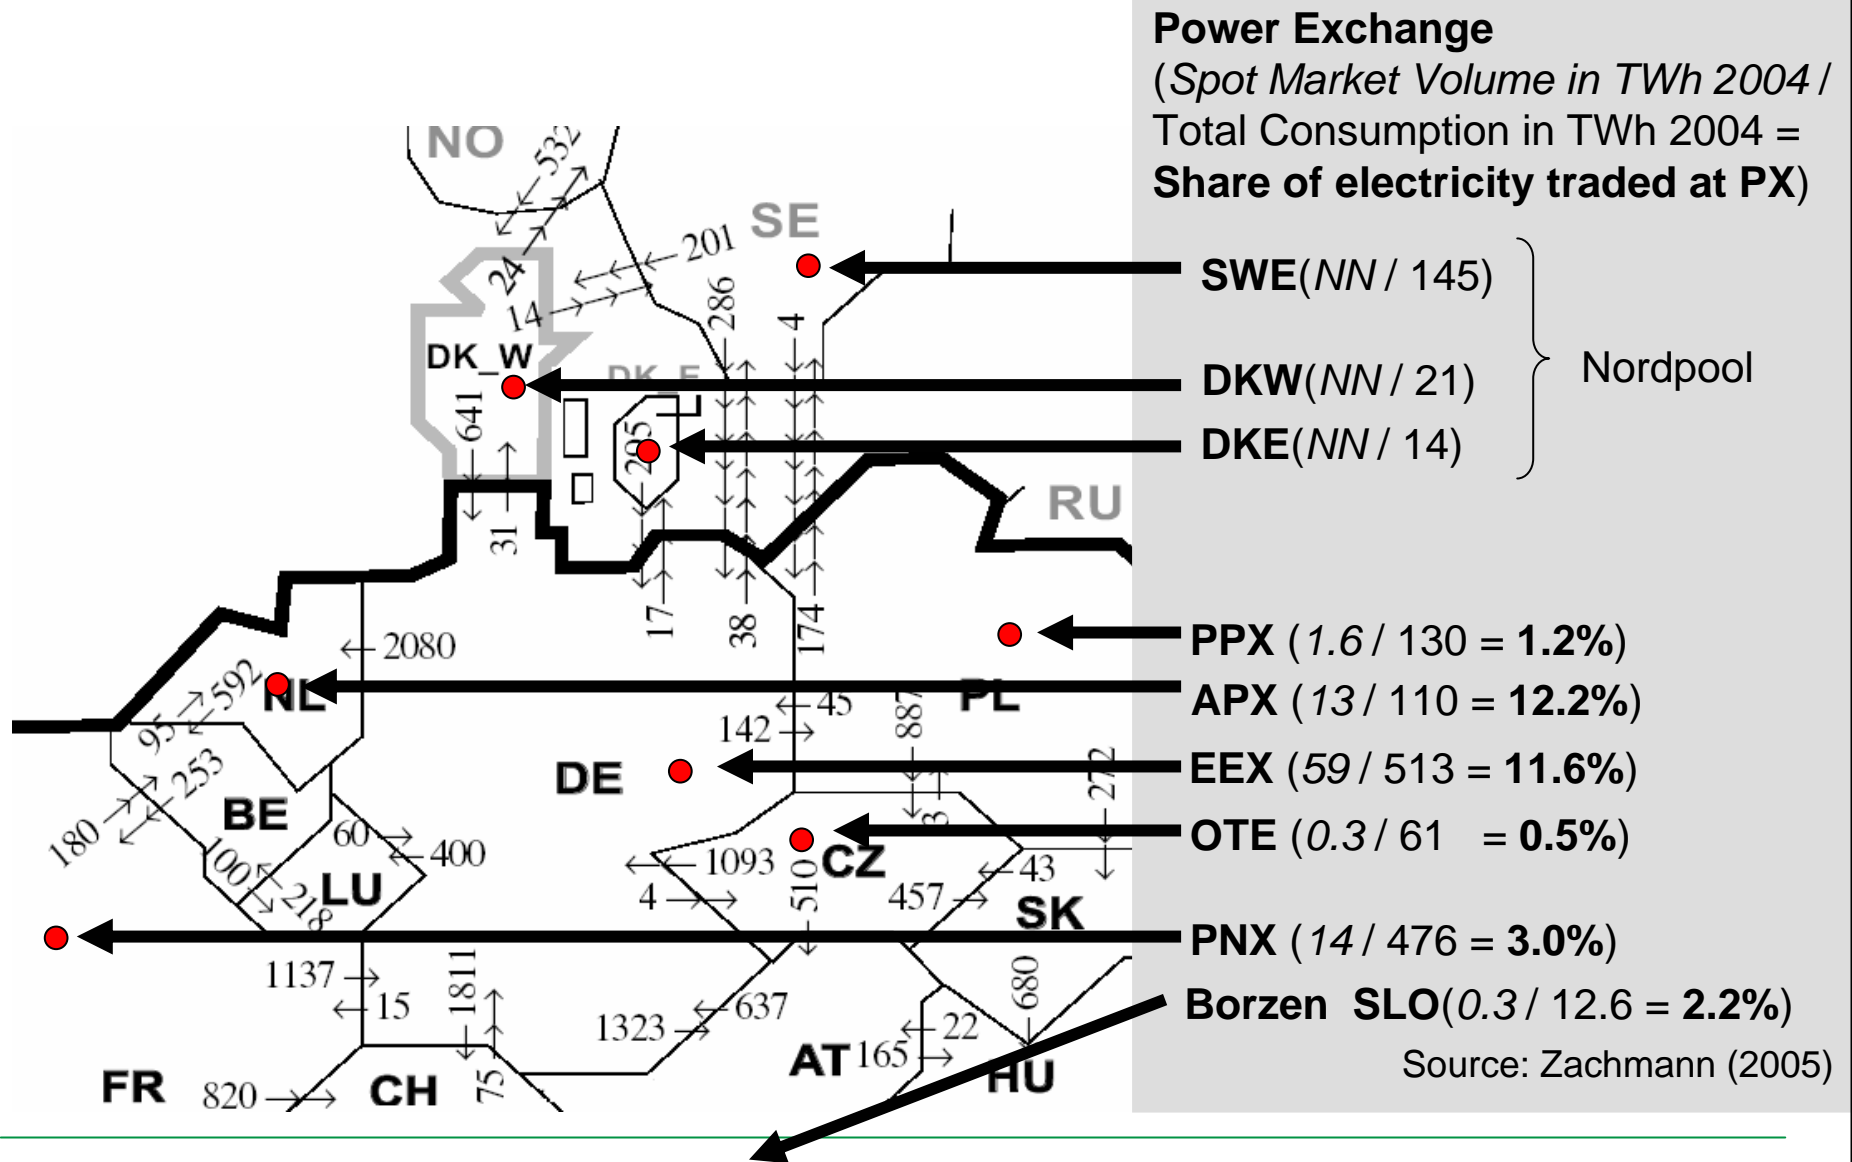 Power Exchange
(Spot Market Volume in TWh 2004 /
Total Consumption in TWh 2004 =
Share of electricity traded at PX)
NO
532
SE
201
24
14
286
4
SWE(NN / 145)
DK_W
DK_E
DKW(NN / 21)
Nordpool
641
205
DKE(NN / 14)
RU
31
17
38
174
2080
PPX (1.6 / 130 = 1.2%)
592
95
NL
45
142
887
PL
APX (13 / 110 = 12.2%)
253
DE
272
EEX (59 / 513 = 11.6%)
180
BE
60
400
3
OTE (0.3 / 61 = 0.5%)
100
218
LU
1093
4
510
CZ
457
43
SK
PNX (14 / 476 = 3.0%)
1137
15
1811
75
637
1323
680
22
165
AT
HU
Borzen SLO(0.3 / 12.6 = 2.2%)
FR
820
CH
Source: Zachmann (2005)